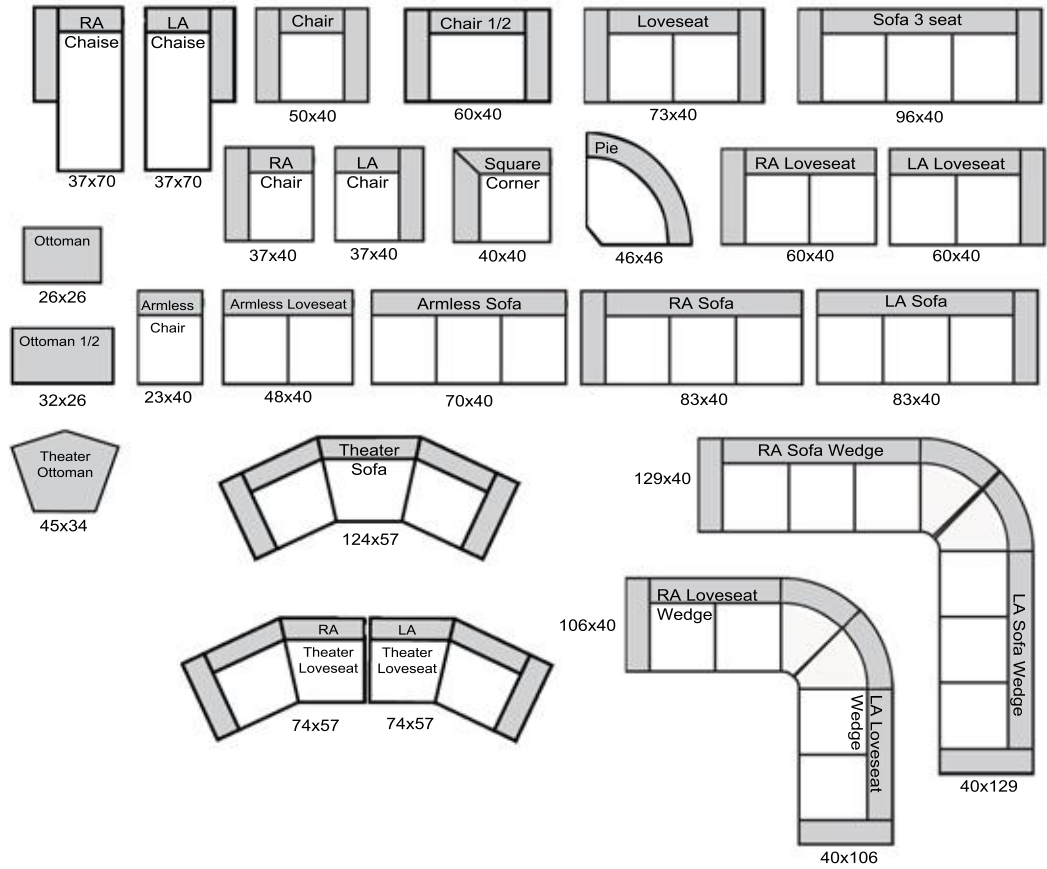 RA
Chaise
37x70
LA
Chaise
37x70
Chair
50x40
Chair 1/2
60x40
Loveseat
73x40
Sofa 3 seat
96x40
RA
Chair
37x40
LA
Chair
37x40
Square
Corner
40x40
Pie
46x46
RA Loveseat
60x40
LA Loveseat
60x40
Ottoman
26x26
Ottoman 1/2
32x26
Armless
Chair
23x40
Armless Loveseat
48x40
Armless Sofa
70x40
RA Sofa
83x40
LA Sofa
83x40
Theater
Ottoman
45x34
Theater
Sofa
124x57
RA Sofa Wedge
129x40
LA Sofa Wedge
40x129
RA
Theater
Loveseat
74x57
LA
Theater
Loveseat
74x57
RA Loveseat
Wedge
106x40
LA Loveseat
Wedge
40x106